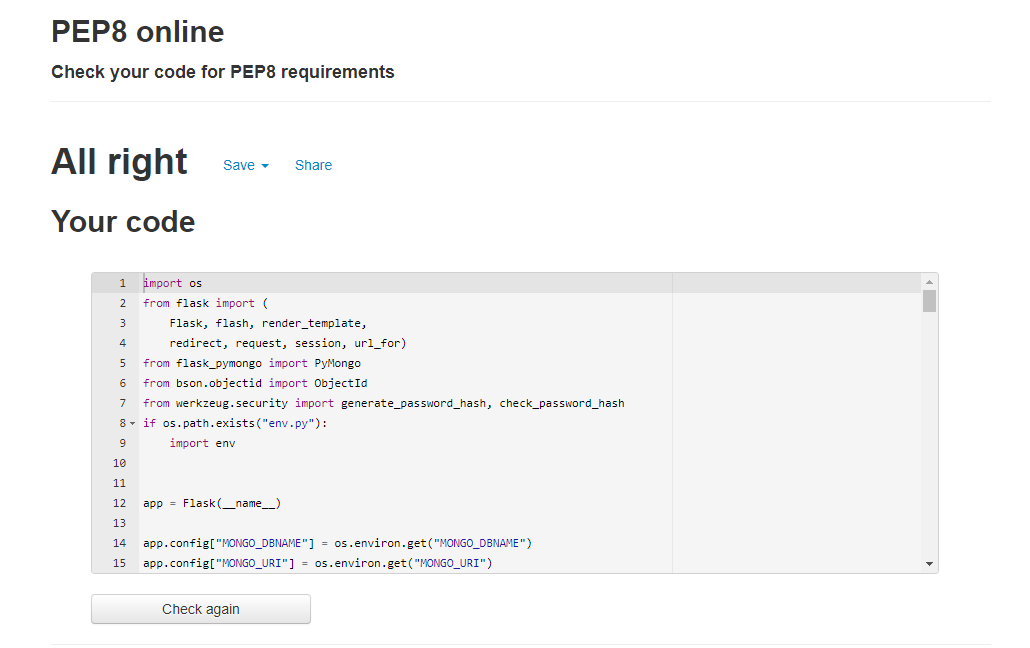 PEP8 online
Check your code for PEP8 requirements
All right Save Share
Your code
1 import os
2 from flask import (
3     Flask, flash, render_template,
4     redirect, request, session, url_for)
5 from flask_pymongo import PyMongo
6 from bson.objectid import ObjectId
7 from werkzeug.security import generate_password_hash, check_password_hash
8 if os.path.exists("env.py"):
9     import env
10
11
12 app = Flask(__name__)
13
14 app.config["MONGO_DBNAME"] = os.environ.get("MONGO_DBNAME")
15 app.config["MONGO_URI"] = os.environ.get("MONGO_URI")
Check again